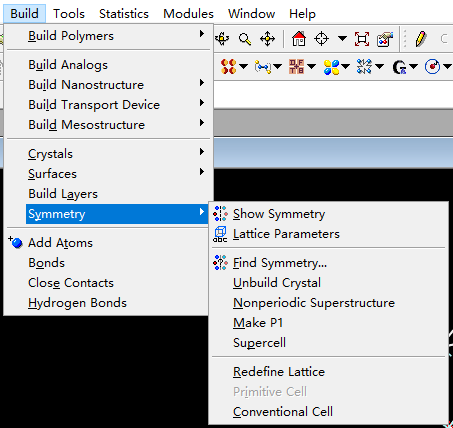 Build Tools Statistics Modules Window Help
Build Polymers
Build Analogs
Build Nanostructure
Build Transport Device
Build Mesostructure
Crystals
Surfaces
Build Layers
Symmetry
Show Symmetry
Lattice Parameters
Add Atoms
Bonds
Find Symmetry...
Close Contacts
Unbuild Crystal
Hydrogen Bonds
Nonperiodic Superstructure
Make P1
Supercell
Redefine Lattice
Primitive Cell
Conventional Cell